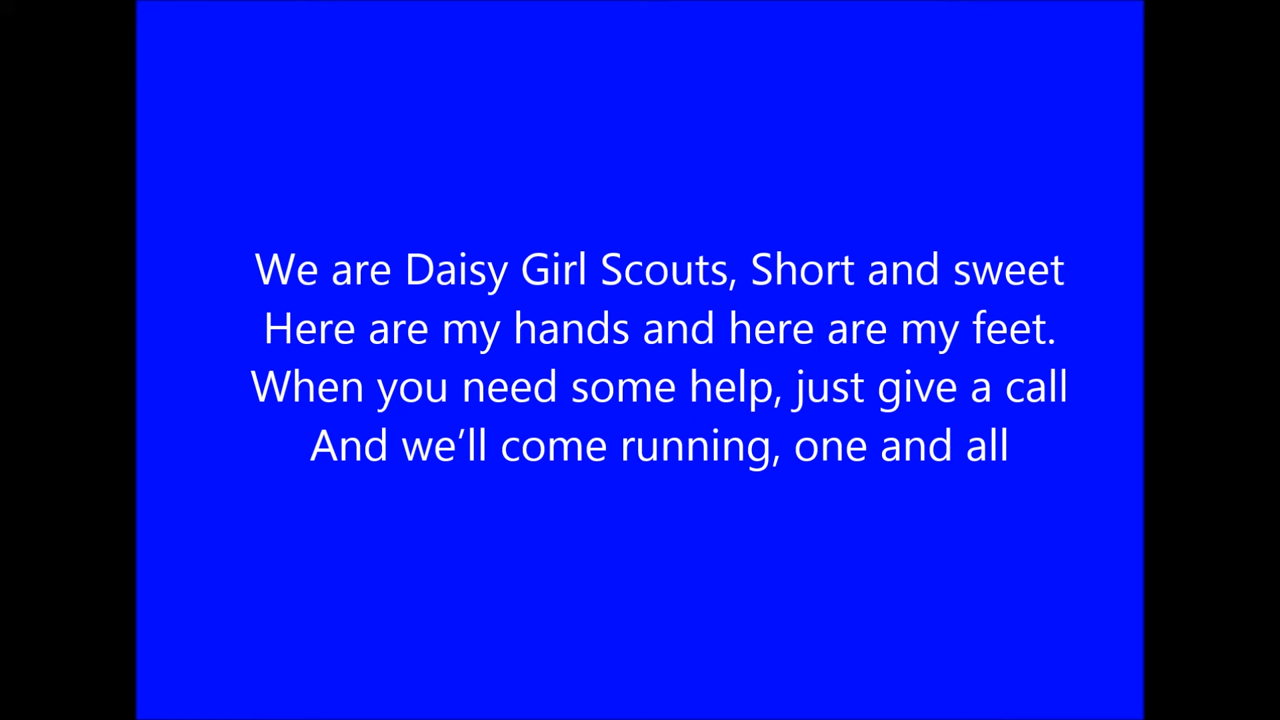 We are Daisy Girl Scouts, Short and sweet
Here are my hands and here are my feet.
When you need some help, just give a call
And we’ll come running, one and all